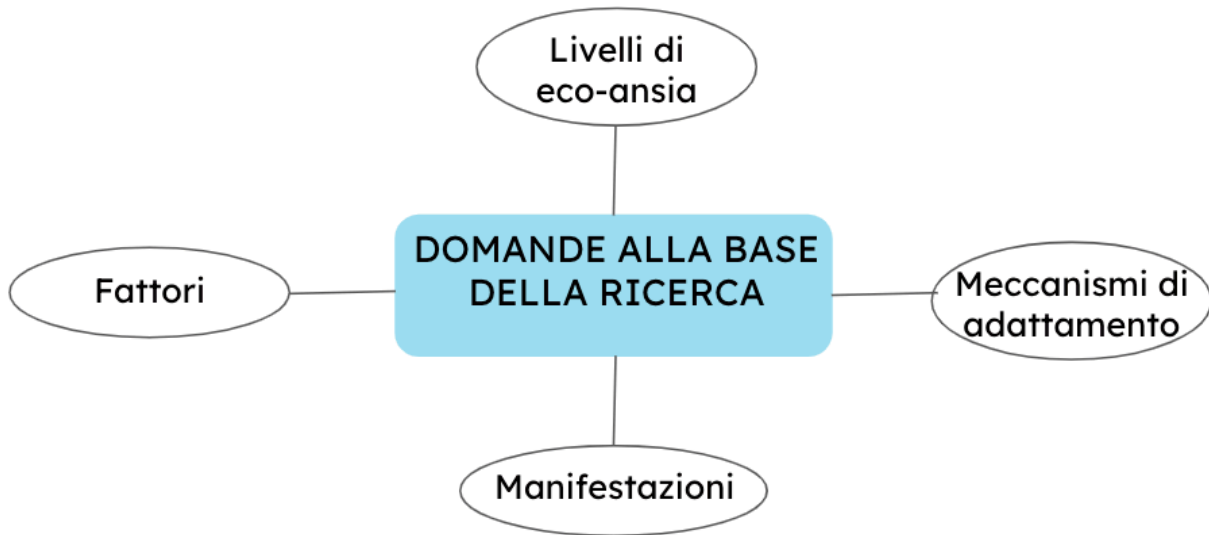 Livelli di
eco-ansia
DOMANDE ALLA BASE
DELLA RICERCA
Fattori
Meccanismi di
adattamento
Manifestazioni